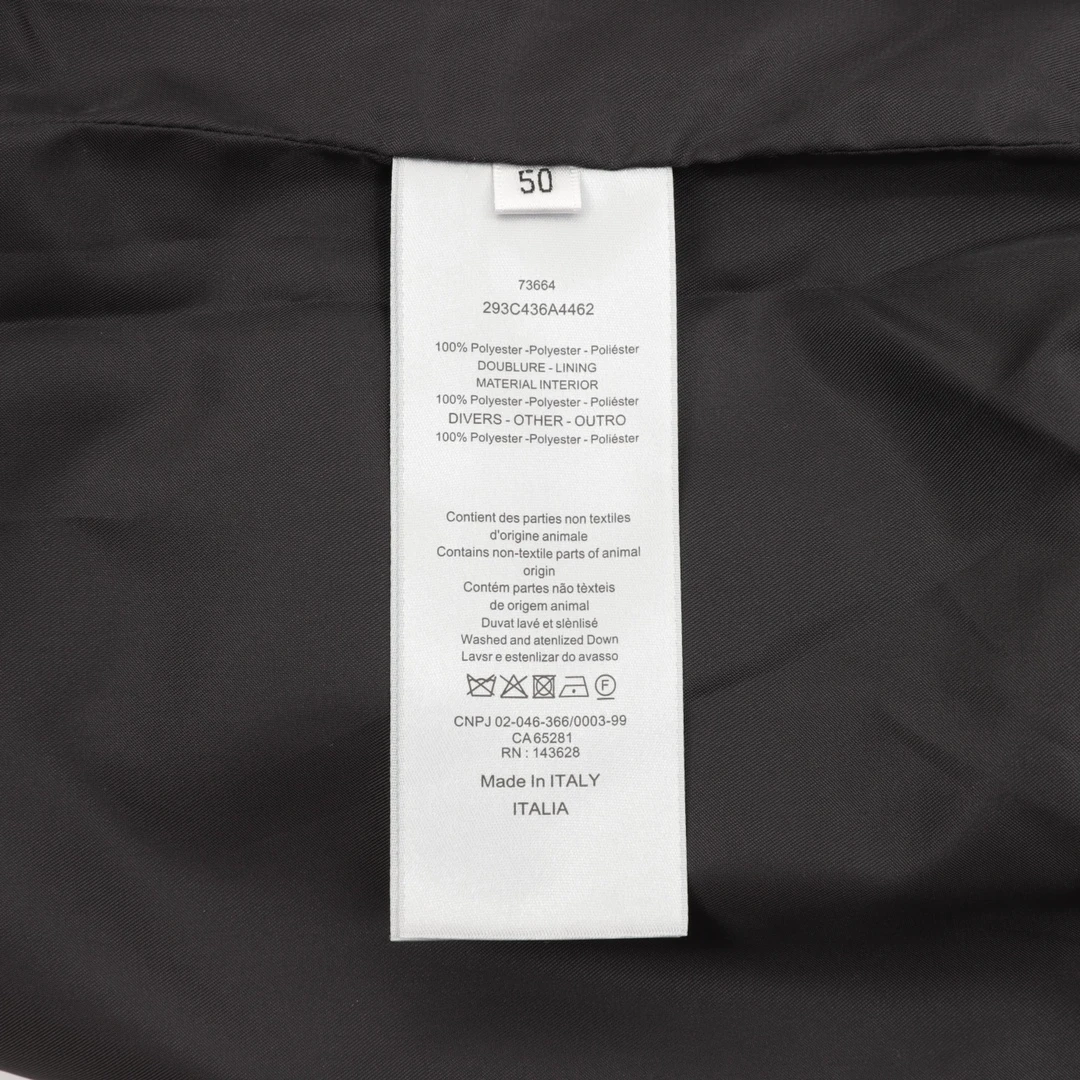 50
73664
293C436A4462
100% Polyester -Polyester - Poliéster
DOUBLURE - LINING
MATERIAL INTERIOR
100% Polyester -Polyester - Poliéster
DIVERS - OTHER - OUTRO
100% Polyester -Polyester - Poliéster
Contient des parties non textiles
d'origine animale
Contains non-textile parts of animal
origin
Contém partes não tèxteis
de origem animal
Duvat lavé et slènlisé
Washed and atenlized Down
Lavsr e estenlizar do avasso
F
CNPJ 02-046-366/0003-99
CA 65281
RN : 143628
Made In ITALY
ITALIA